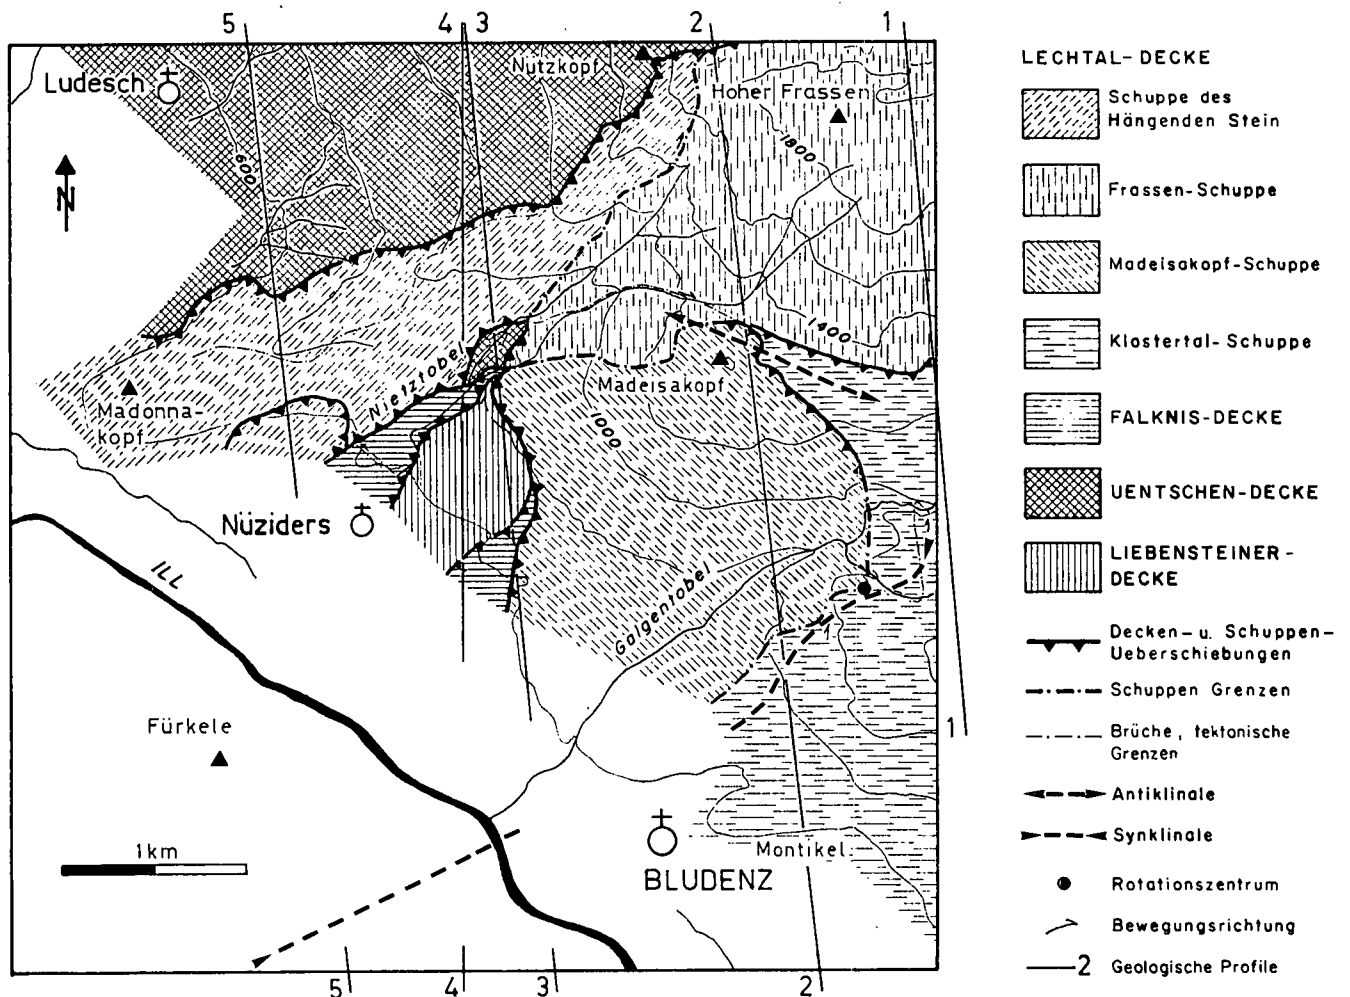 5
4
3
2
1
Ludesch
Nutzkopf
Hoher Frassen
600
1800
N
1400
Nietztobel
Madeisakopf
Madonna-
kopf
1000
Nüziders
ILL
Galgentobel
Fürkele
1
1km
Montikel
BLUDENZ
5
4
3
2
LECHTAL-DECKE
Schuppe des
Hängenden Stein
Frassen-Schuppe
Madeisakopf-Schuppe
Klostertal-Schuppe
FALKNIS-DECKE
UENTSCHEN-DECKE
LIEBENSTEINER-
DECKE
Decken- u. Schuppen-
Ueberschiebungen
Schuppen Grenzen
Brüche, tektonische
Grenzen
Antiklinale
Synklinale
Rotationszentrum
Bewegungsrichtung
2 Geologische Profile